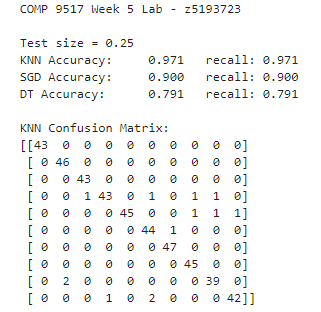 COMP 9517 Week 5 Lab - z5193723
Test size = 0.25
KNN Accuracy: 0.971 recall: 0.971
SGD Accuracy: 0.900 recall: 0.900
DT Accuracy: 0.791 recall: 0.791
KNN Confusion Matrix:
[[43 0 0 0 0 0 0 0 0 0]
[ 0 46 0 0 0 0 0 0 0 0]
[ 0 0 43 0 0 0 0 0 0 0]
[ 0 0 1 43 0 1 0 1 1 0]
[ 0 0 0 0 45 0 0 1 1 1]
[ 0 0 0 0 0 44 1 0 0 0]
[ 0 0 0 0 0 0 47 0 0 0]
[ 0 0 0 0 0 0 0 45 0 0]
[ 0 2 0 0 0 0 0 0 39 0]
[ 0 0 0 1 0 2 0 0 0 42]]